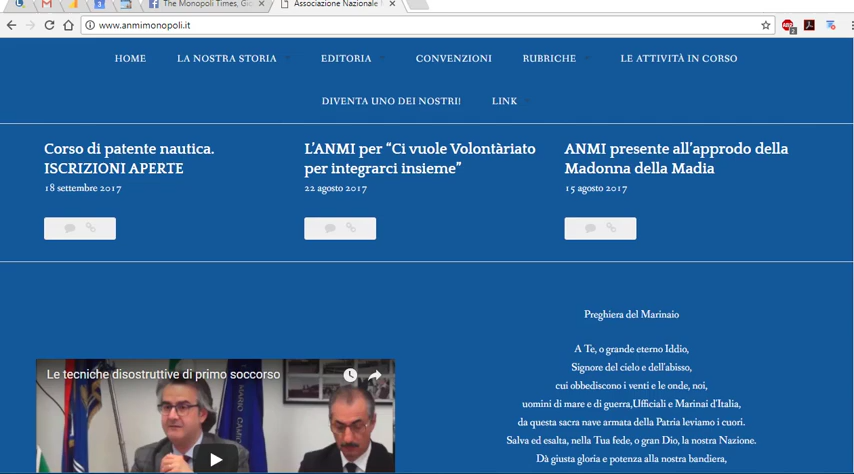 The Monopoli Times, Gio
Associazione Nazionale
www.anmimonopoli.it
HOME
LA NOSTRA STORIA
EDITORIA
CONVENZIONI
RUBRICHE
LE ATTIVITÀ IN CORSO
DIVENTA UNO DEI NOSTRI!
LINK
Corso di patente nautica.
ISCRIZIONI APERTE
18 settembre 2017
L’ANMI per “Ci vuole Volontàriato
per integrarci insieme”
22 agosto 2017
ANMI presente all’approdo della
Madonna della Madia
15 agosto 2017
Le tecniche disostruttive di primo soccorso
Preghiera del Marinaio
A Te, o grande eterno Iddio,
Signore del cielo e dell'abisso,
cui obbediscono i venti e le onde, noi,
uomini di mare e di guerra,Ufficiali e Marinai d'Italia,
da questa sacra nave armata della Patria leviamo i cuori.
Salva ed esalta, nella Tua fede, o gran Dio, la nostra Nazione.
Dà giusta gloria e potenza alla nostra bandiera,